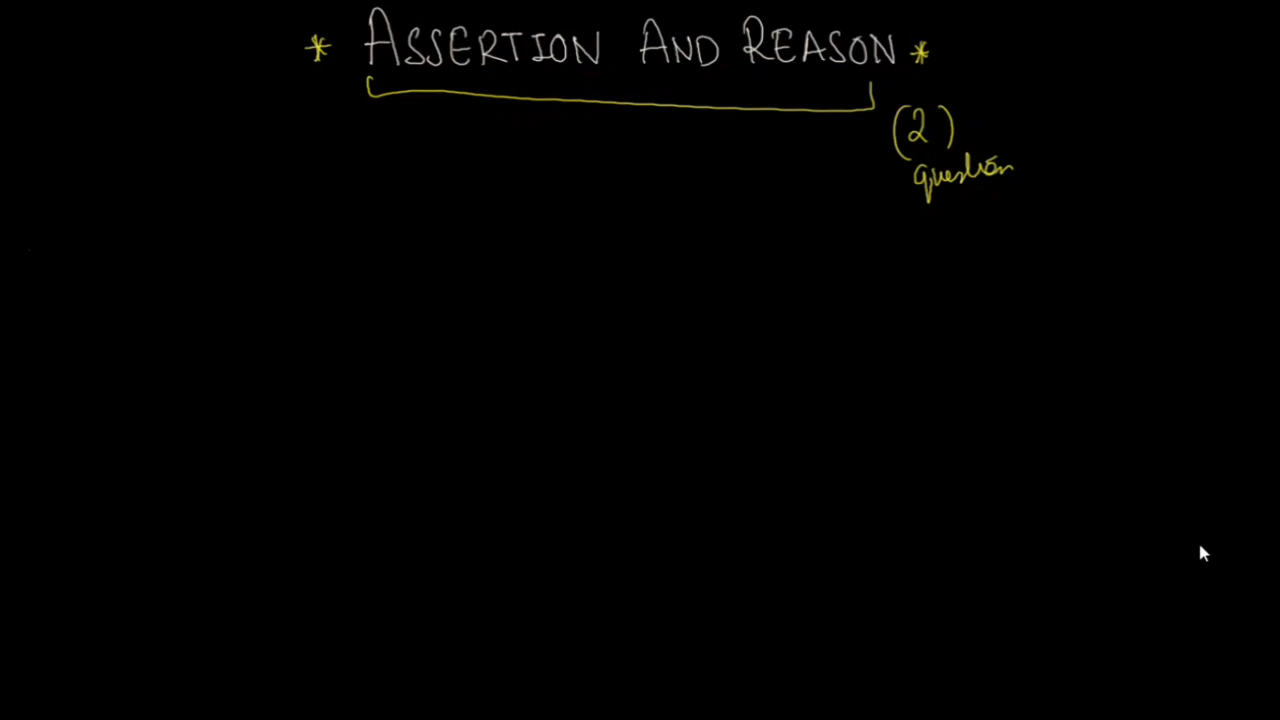 * ASSERTION AND REASON *
(2)
question